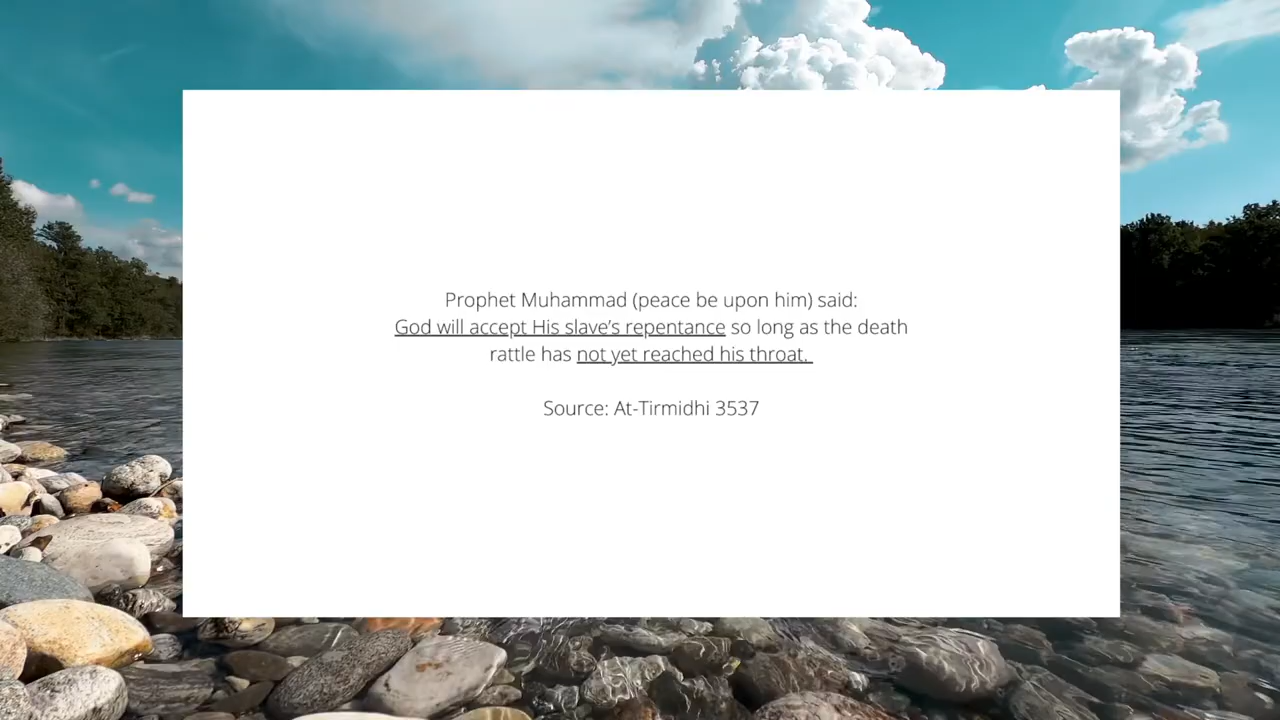 Prophet Muhammad (peace be upon him) said:
God will accept His slave’s repentance so long as the death
rattle has not yet reached his throat.
Source: At-Tirmidhi 3537